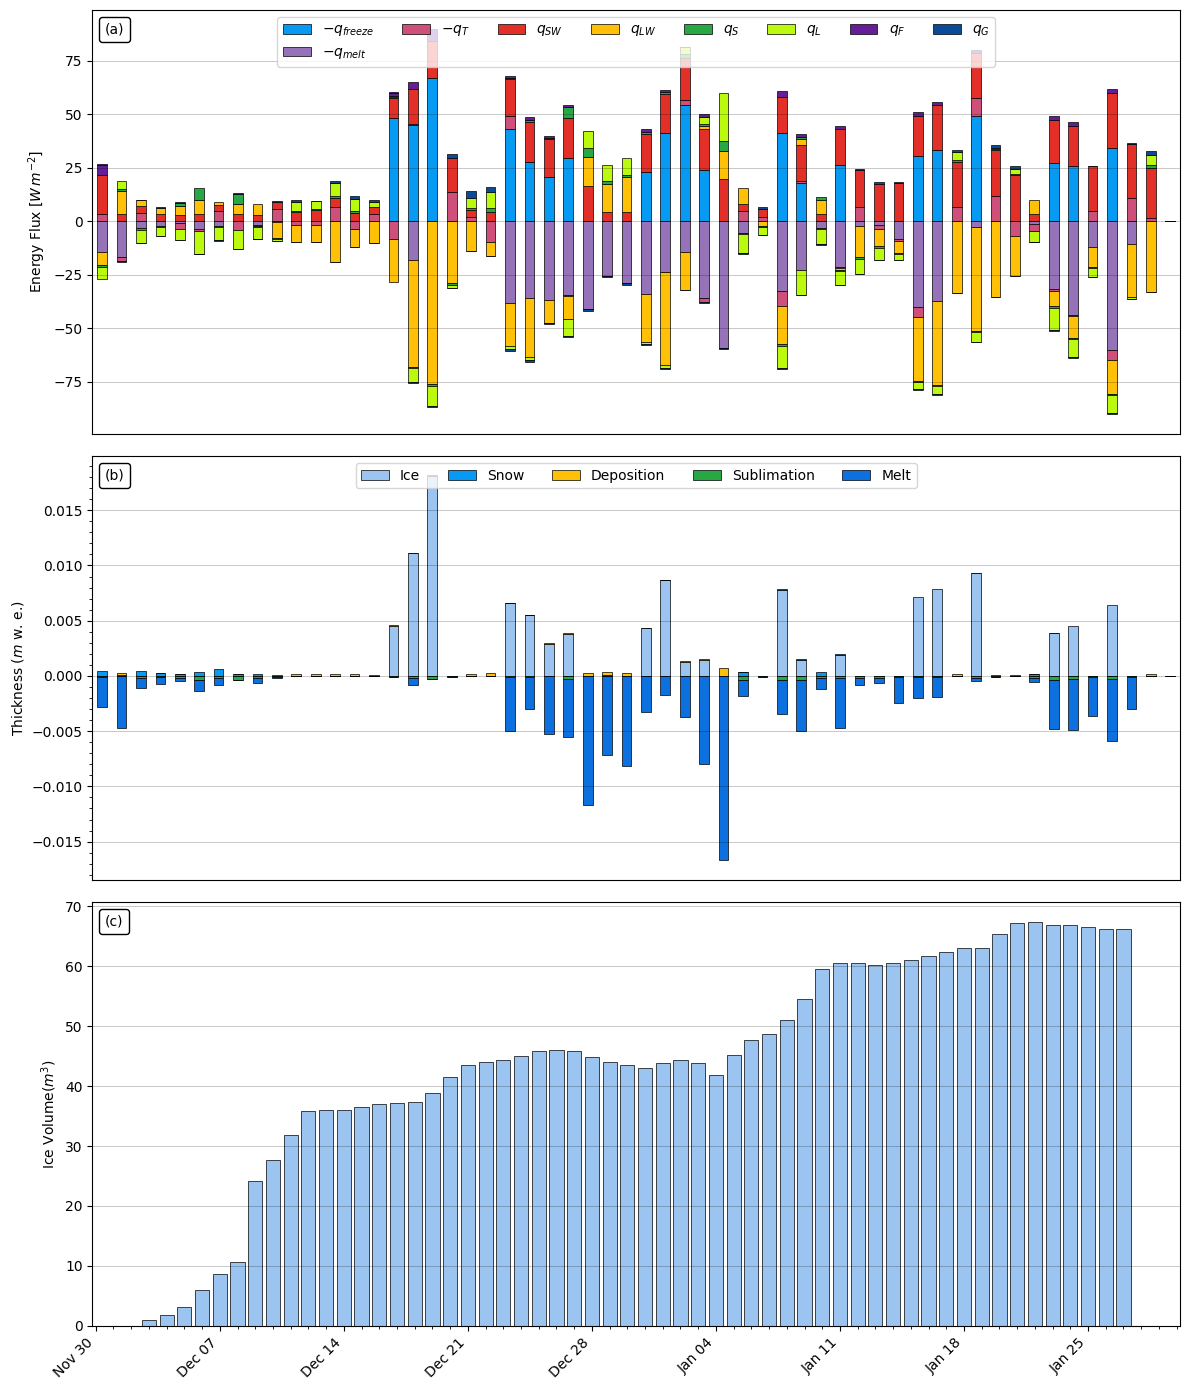 (a)
−q_freeze −q_T q_SW q_LW q_S q_L q_F q_G
−q_melt
75
50
25
0
−25
−50
−75
Energy Flux [W m^−2]
(b)
Ice Snow Deposition Sublimation Melt
0.015
0.010
0.005
0.000
−0.005
−0.010
−0.015
Thickness (m w. e.)
(c)
70
60
50
40
30
20
10
0
Ice Volume(m^3)
Nov 30 Dec 07 Dec 14 Dec 21 Dec 28 Jan 04 Jan 11 Jan 18 Jan 25